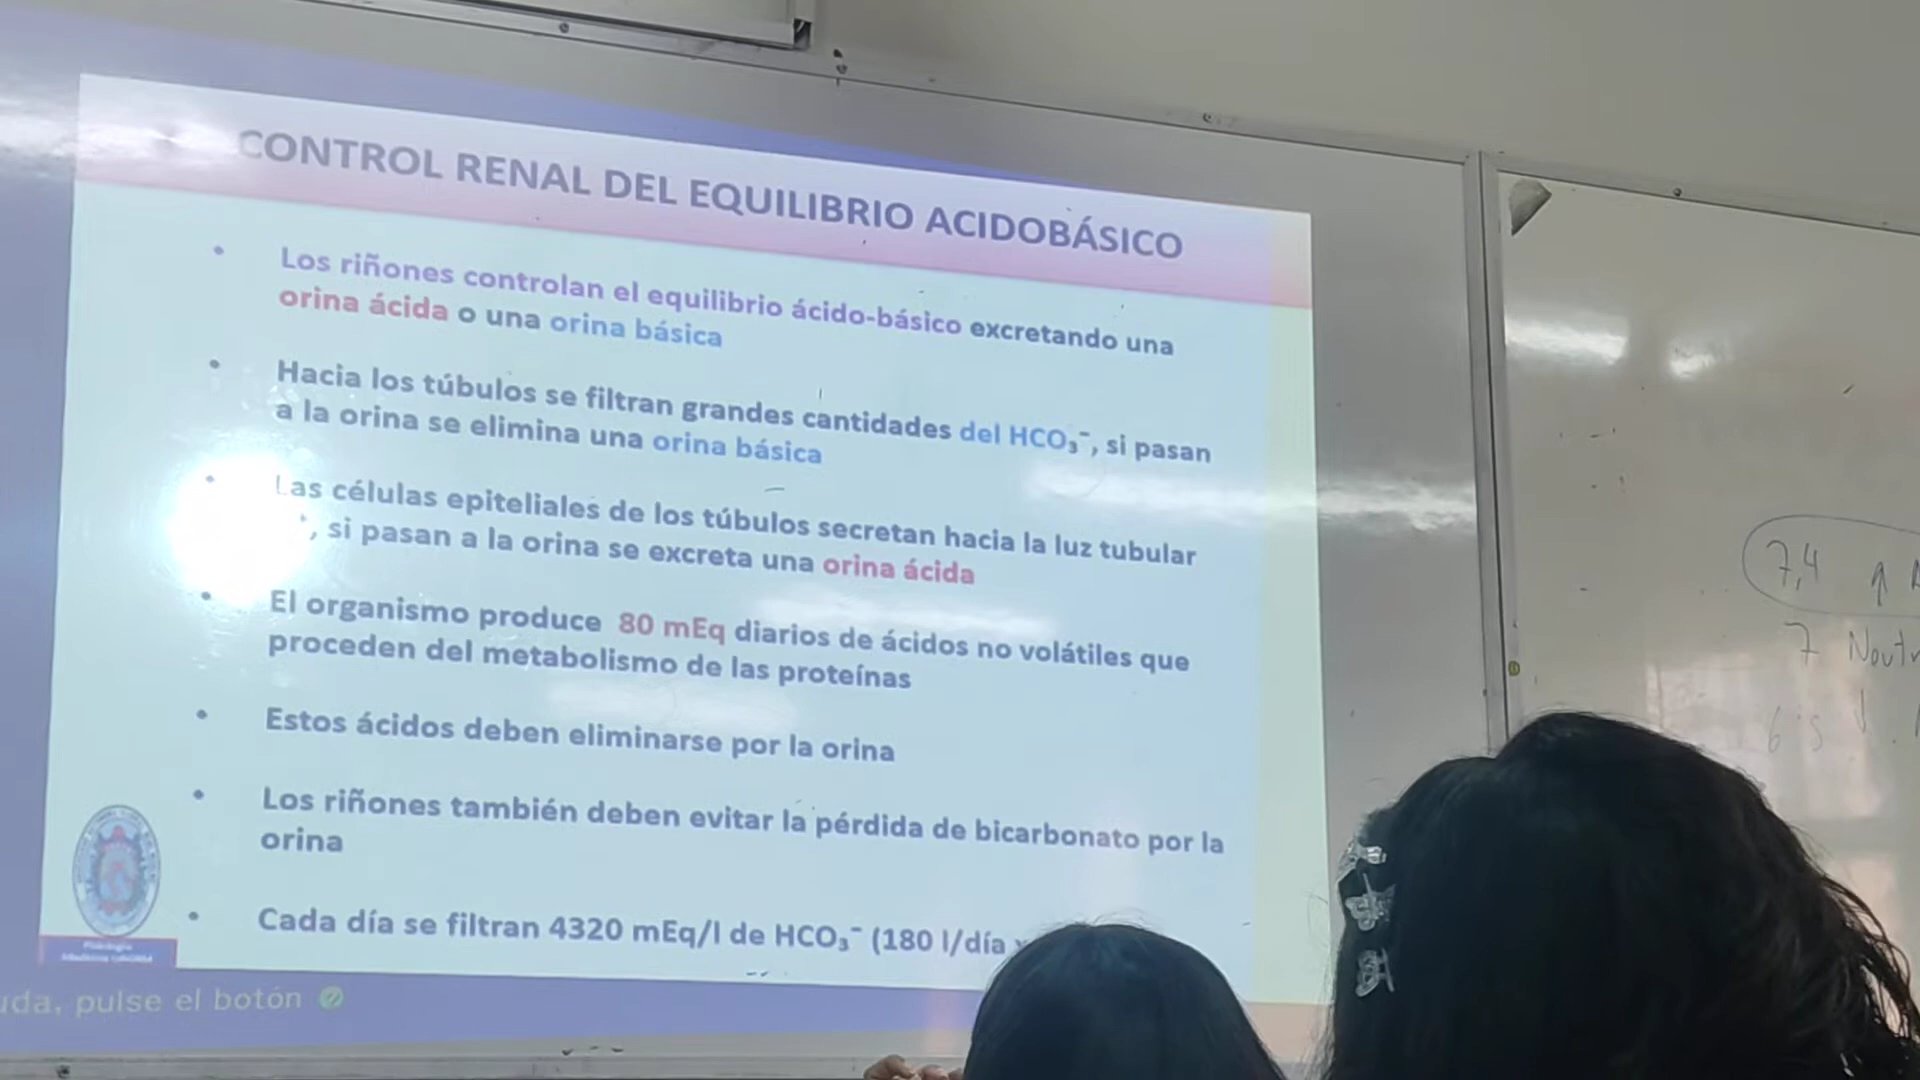 CONTROL RENAL DEL EQUILIBRIO ACIDOBÁSICO
• Los riñones controlan el equilibrio ácido-básico excretando una
orina ácida o una orina básica
• Hacia los túbulos se filtran grandes cantidades del HCO₃⁻, si pasan
a la orina se elimina una orina básica
• Las células epiteliales de los túbulos secretan hacia la luz tubular
⁺, si pasan a la orina se excreta una orina ácida
• El organismo produce 80 mEq diarios de ácidos no volátiles que
proceden del metabolismo de las proteínas
• Estos ácidos deben eliminarse por la orina
• Los riñones también deben evitar la pérdida de bicarbonato por la
orina
• Cada día se filtran 4320 mEq/l de HCO₃⁻ (180 l/día
Fisiología
uda, pulse el botón
7,4 ↑
7 Neutr